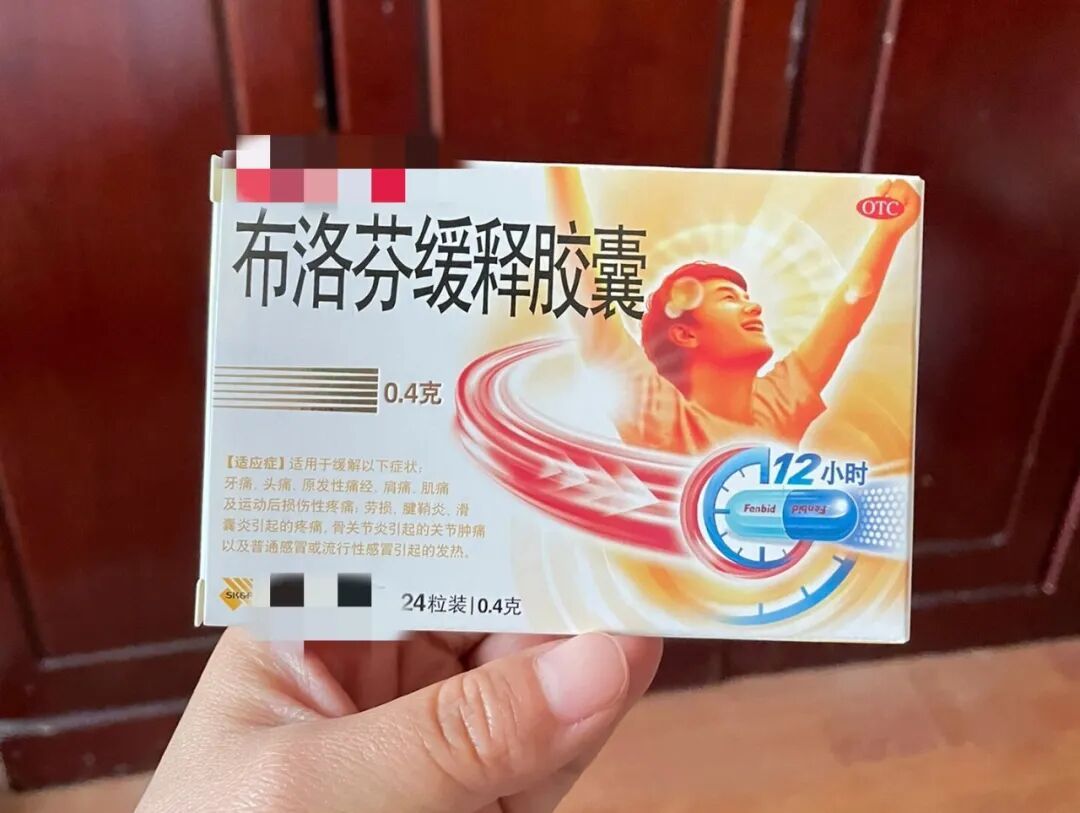 OTC
布洛芬缓释胶囊
0.4克
【适应症】适用于缓解以下症状：
牙痛、头痛、原发性痛经、肩痛、肌痛
及运动后损伤性疼痛；劳损、腱鞘炎、滑
囊炎引起的疼痛，骨关节炎引起的关节肿痛
以及普通感冒或流行性感冒引起的发热。
12小时
Fenbid Fenbid
SK&F
24粒装|0.4克